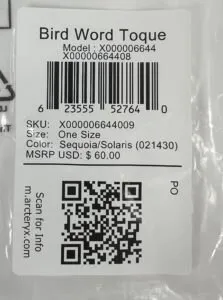 Bird Word Toque
Model : X000006644
X00000664408
6 23555 52764 0
SKU: X000006644009
Size: One Size
Color: Sequoia/Solaris (021430)
MSRP USD: $ 60.00
Scan for Info
m.arcteryx.com
PO